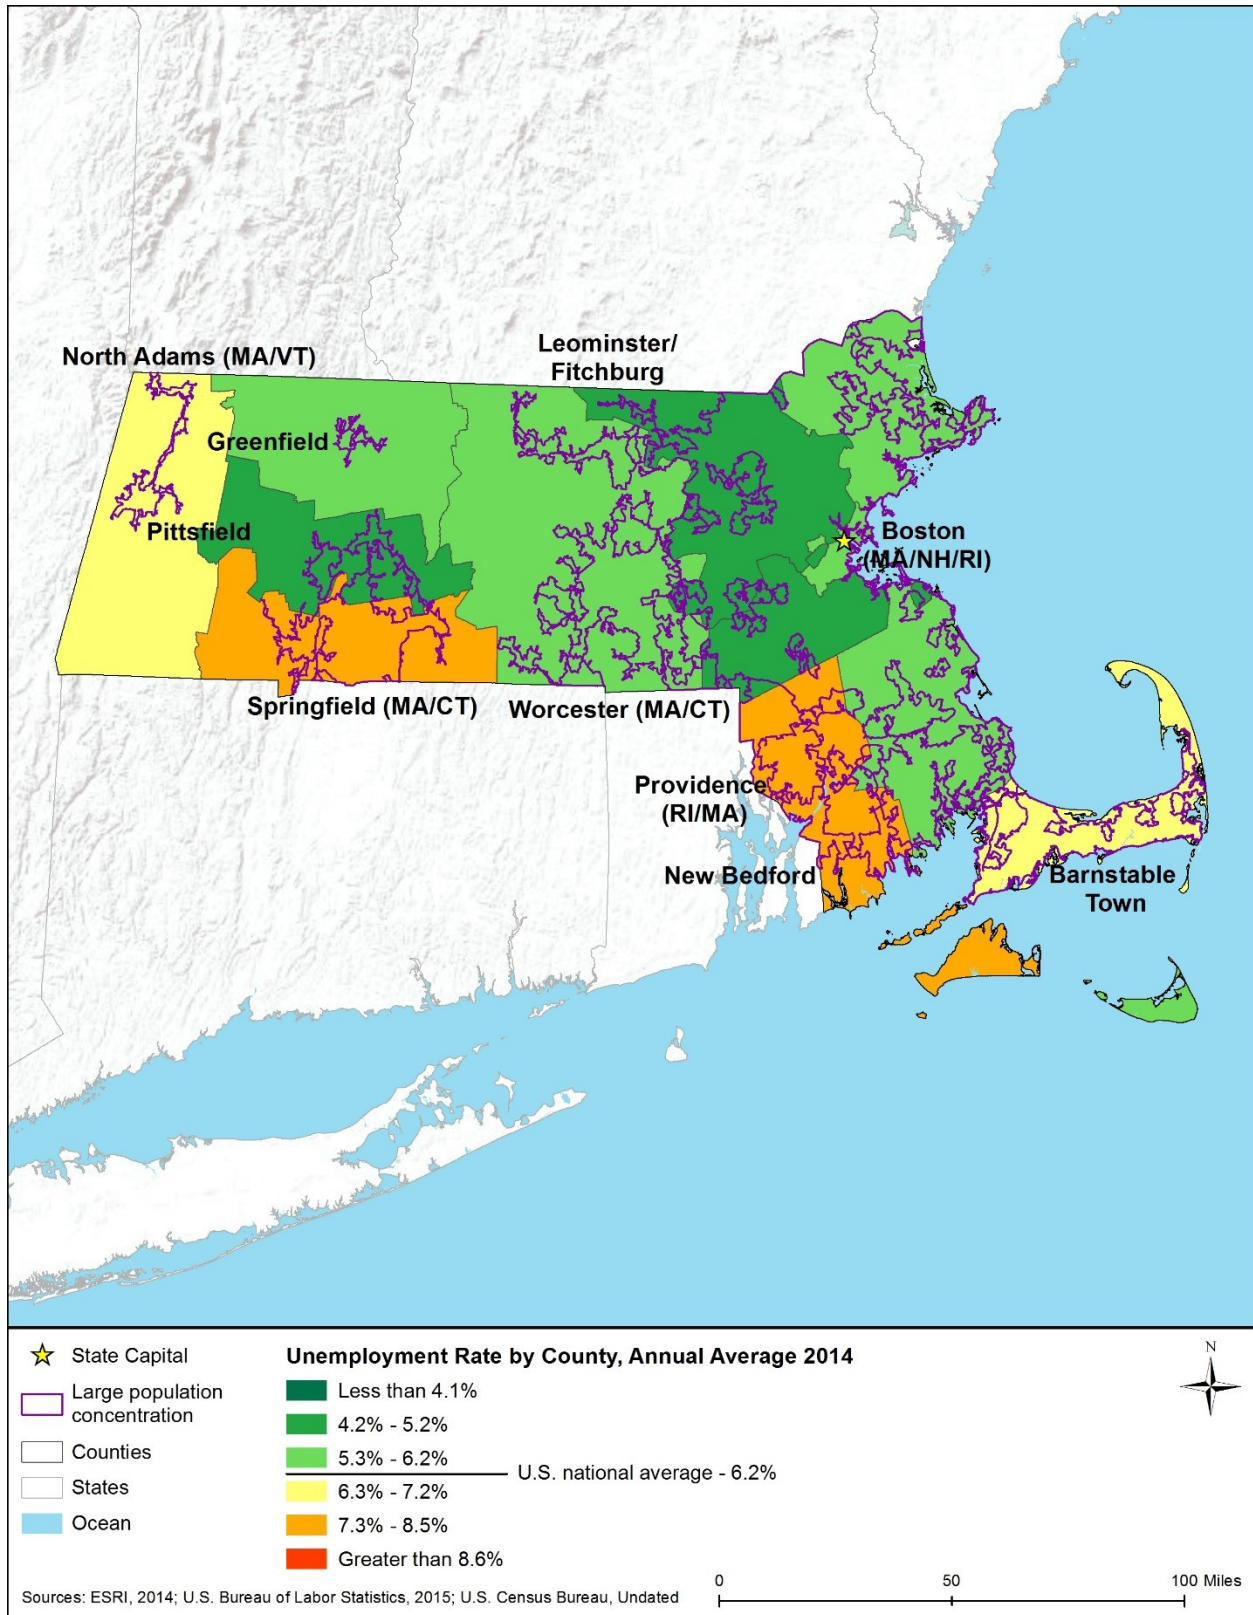 North Adams (MA/VT)
Leominster/
Fitchburg
Greenfield
Pittsfield
Boston
(MA/NH/RI)
Springfield (MA/CT)
Worcester (MA/CT)
Providence
(RI/MA)
New Bedford
Barnstable
Town
State Capital
Large population
concentration
Counties
States
Ocean
Unemployment Rate by County, Annual Average 2014
Less than 4.1%
4.2% - 5.2%
5.3% - 6.2%
U.S. national average - 6.2%
6.3% - 7.2%
7.3% - 8.5%
Greater than 8.6%
N
0 50 100 Miles
Sources: ESRI, 2014; U.S. Bureau of Labor Statistics, 2015; U.S. Census Bureau, Undated